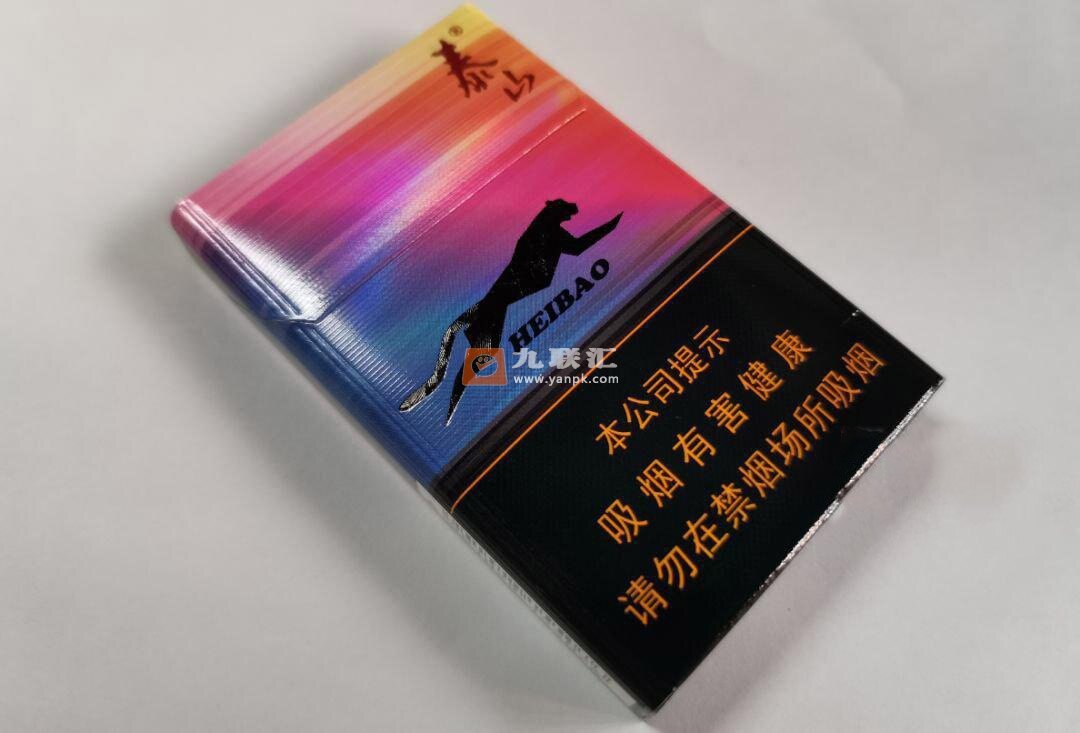 泰山®
HEIBAO
九联汇
www.yanpk.com
本公司提示
吸烟有害健康
请勿在禁烟场所吸烟